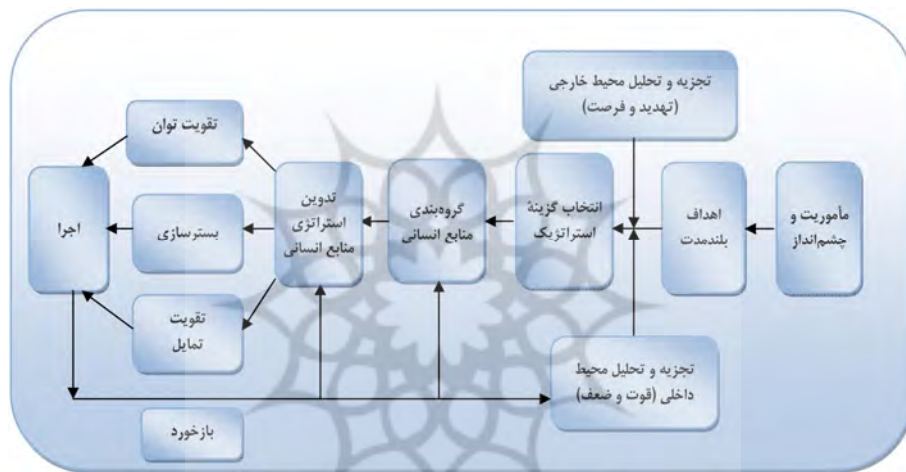 مأموریت و
چشم‌انداز
اهداف
بلندمدت
تجزیه و تحلیل محیط خارجی
(تهدید و فرصت)
تجزیه و تحلیل محیط
داخلی (قوت و ضعف)
انتخاب گزینهٔ
استراتژیک
گروه‌بندی
منابع انسانی
تدوین
استراتژی
منابع انسانی
تقویت توان
بسترسازی
تقویت
تمایل
اجرا
بازخورد